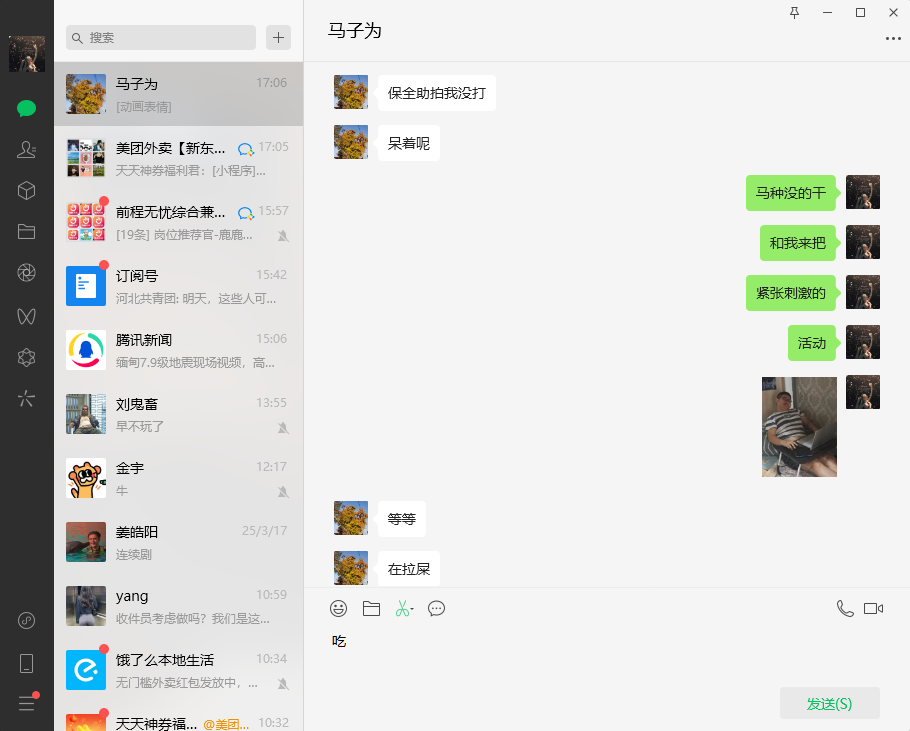 搜索
马子为 17:06
[动画表情]
美团外卖【新东... 17:05
天天神券福利君：[小程序]...
前程无忧综合兼... 15:57
[19条] 岗位推荐官-鹿鹿...
订阅号 15:42
河北共青团: 明天，这些人可...
腾讯新闻 15:06
缅甸7.9级地震现场视频，高...
刘鬼畜 13:55
早不玩了
金宇 12:17
牛
姜皓阳 25/3/17
连续剧
yang 10:59
收件员考虑做吗？我们是这...
饿了么本地生活 10:34
无门槛外卖红包发放中，...
天天神券福... @美团... 10:32
马子为
保全助拍我没打
呆着呢
马种没的干
和我来把
紧张刺激的
活动
等等
在拉屎
吃
发送(S)